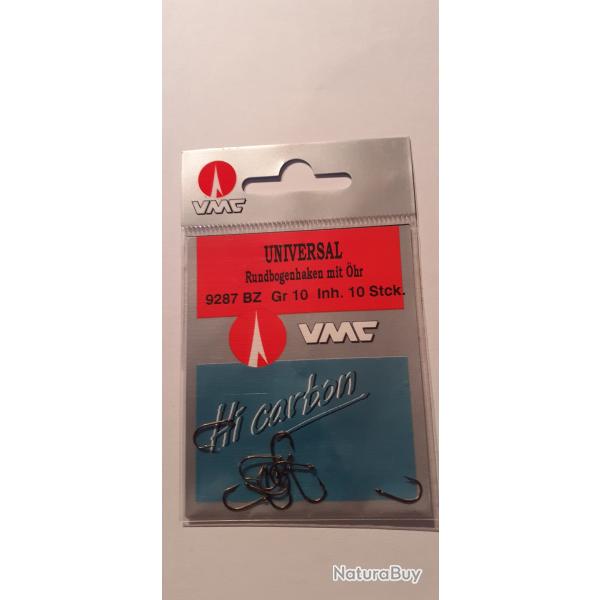 VMC
UNIVERSAL
Rundbogenhaken mit Öhr
9287 BZ Gr 10 Inh. 10 Stck.
VMC
Hi carbon
NaturaBuy